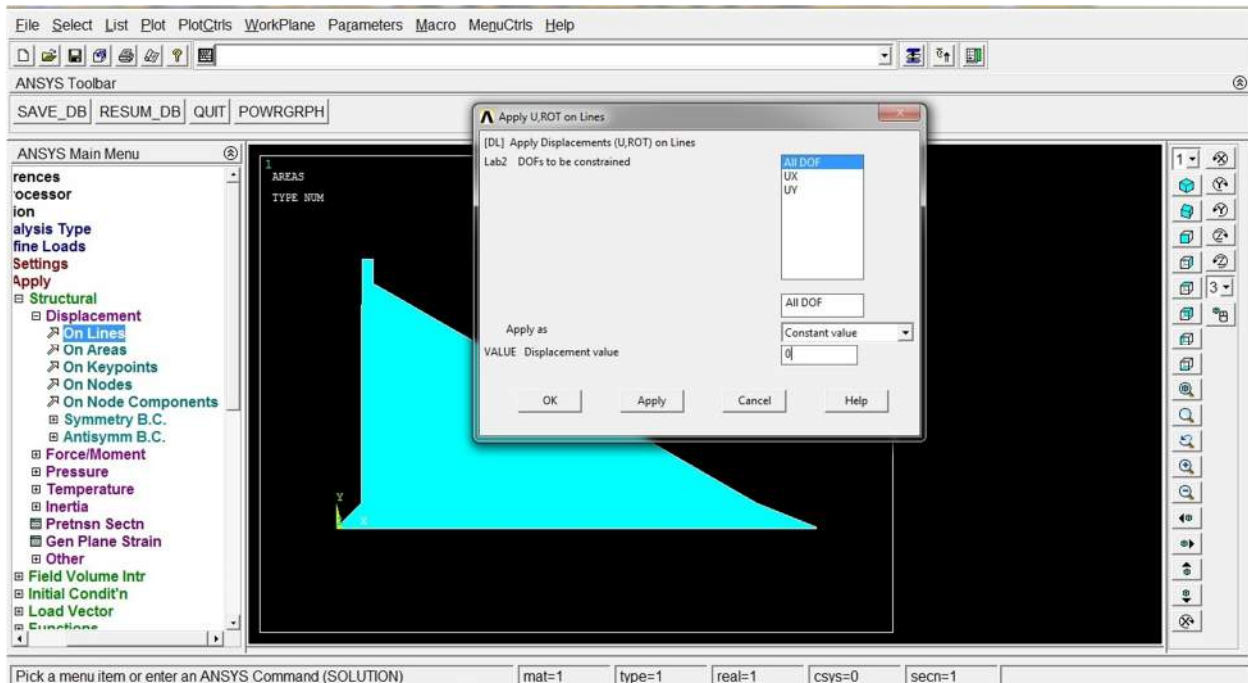 File Select List Plot PlotCtrls WorkPlane Parameters Macro MenuCtrls Help
ANSYS Toolbar
SAVE_DB RESUM_DB QUIT POWRGRPH
ANSYS Main Menu
rences
ocessor
ion
alysis Type
fine Loads
Settings
Apply
Structural
Displacement
On Lines
On Areas
On Keypoints
On Nodes
On Node Components
Symmetry B.C.
Antisymm B.C.
Force/Moment
Pressure
Temperature
Inertia
Pretnsn Sectn
Gen Plane Strain
Other
Field Volume Intr
Initial Condit'n
Load Vector
Functions
1
AREAS
TYPE NUM
Y
X
Apply U,ROT on Lines
[DL] Apply Displacements (U,ROT) on Lines
Lab2 DOFs to be constrained
All DOF
UX
UY
All DOF
Apply as Constant value
VALUE Displacement value 0
OK Apply Cancel Help
1
3
Pick a menu item or enter an ANSYS Command (SOLUTION) mat=1 type=1 real=1 csys=0 secn=1